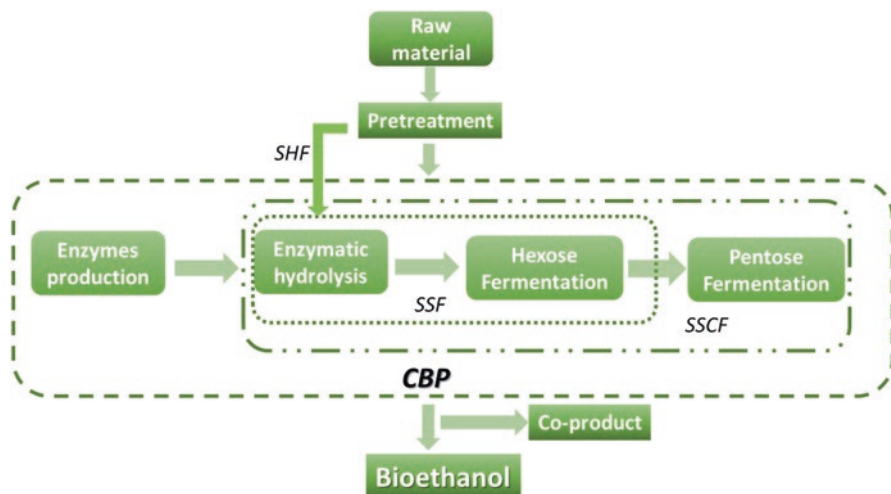 Raw
material
Pretreatment
SHF
Enzymes
production
Enzymatic
hydrolysis
Hexose
Fermentation
Pentose
Fermentation
SSF
SSCF
CBP
Co-product
Bioethanol